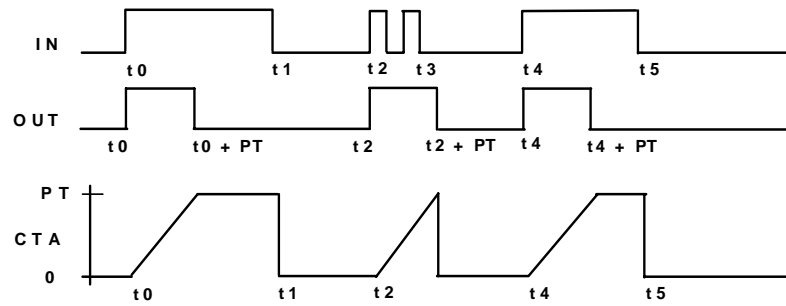 IN
t0 t1 t2 t3 t4 t5
OUT
t0 t0 + PT t2 t2 + PT t4 t4 + PT
PT
CTA
0
t0 t1 t2 t4 t5